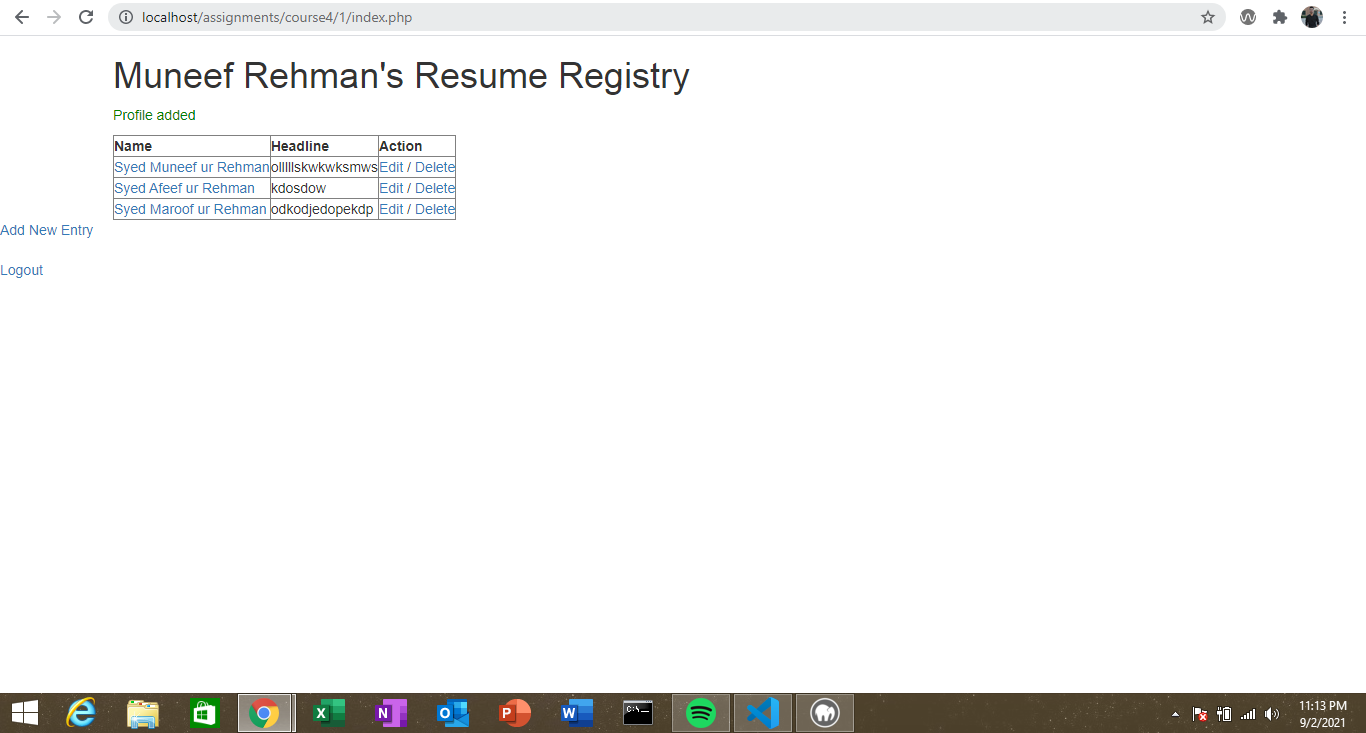 localhost/assignments/course4/1/index.php
Muneef Rehman's Resume Registry
Profile added
Name Headline Action
Syed Muneef ur Rehman olllllskwkwksmws Edit / Delete
Syed Afeef ur Rehman kdosdow Edit / Delete
Syed Maroof ur Rehman odkodjedopekdp Edit / Delete
Add New Entry
Logout
11:13 PM
9/2/2021